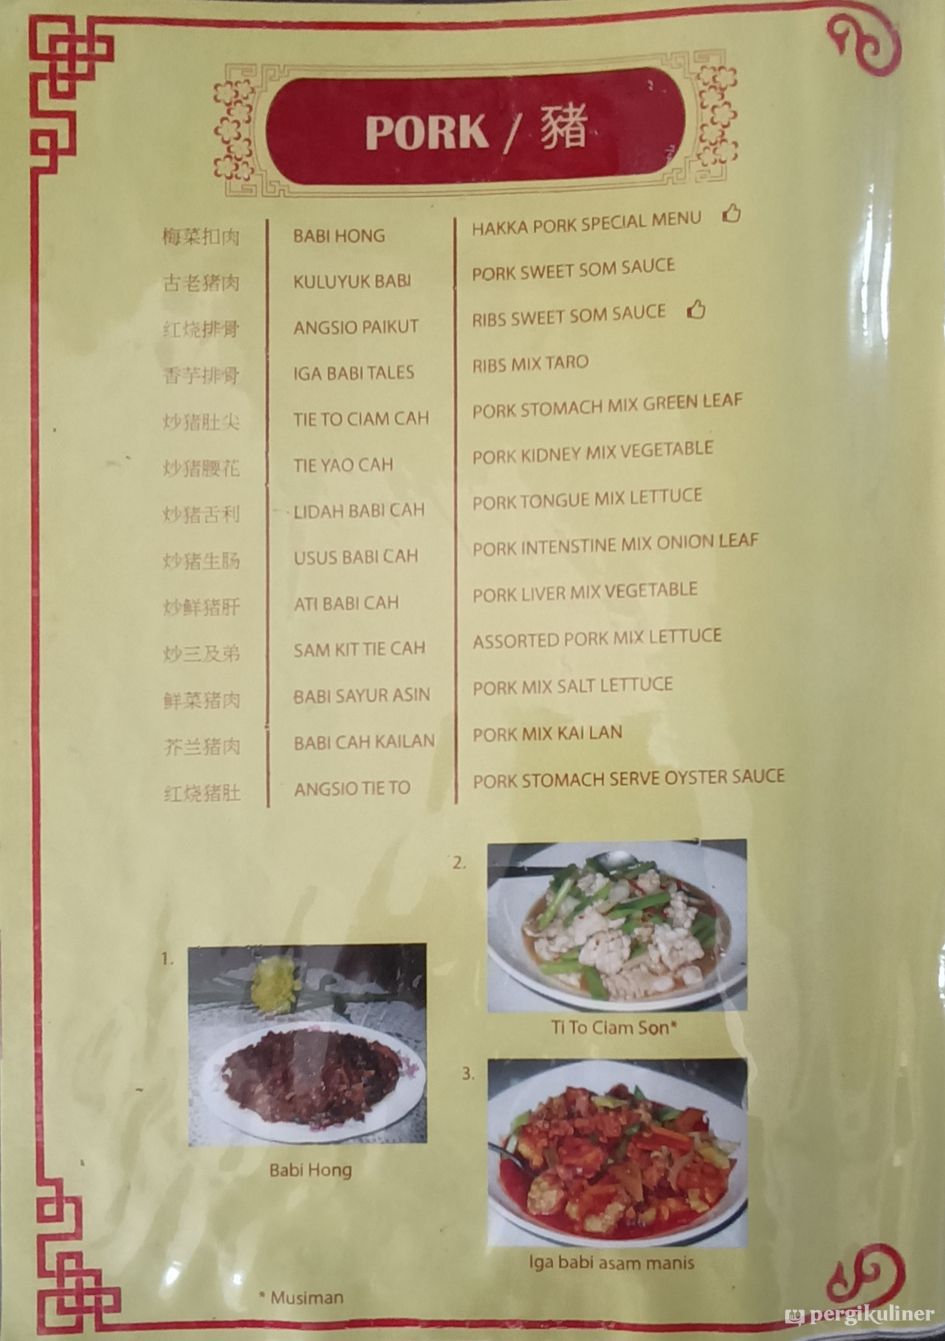 PORK / 豬
梅菜扣肉 BABI HONG HAKKA PORK SPECIAL MENU
古老猪肉 KULUYUK BABI PORK SWEET SOM SAUCE
红烧排骨 ANGSIO PAIKUT RIBS SWEET SOM SAUCE
香芋排骨 IGA BABI TALES RIBS MIX TARO
炒猪肚尖 TIE TO CIAM CAH PORK STOMACH MIX GREEN LEAF
炒猪腰花 TIE YAO CAH PORK KIDNEY MIX VEGETABLE
炒猪舌利 LIDAH BABI CAH PORK TONGUE MIX LETTUCE
炒猪生肠 USUS BABI CAH PORK INTENSTINE MIX ONION LEAF
炒鲜猪肝 ATI BABI CAH PORK LIVER MIX VEGETABLE
炒三及弟 SAM KIT TIE CAH ASSORTED PORK MIX LETTUCE
鲜菜猪肉 BABI SAYUR ASIN PORK MIX SALT LETTUCE
芥兰猪肉 BABI CAH KAILAN PORK MIX KAI LAN
红烧猪肚 ANGSIO TIE TO PORK STOMACH SERVE OYSTER SAUCE
1.
Babi Hong
2.
Ti To Ciam Son*
3.
Iga babi asam manis
* Musiman
pergikuliner